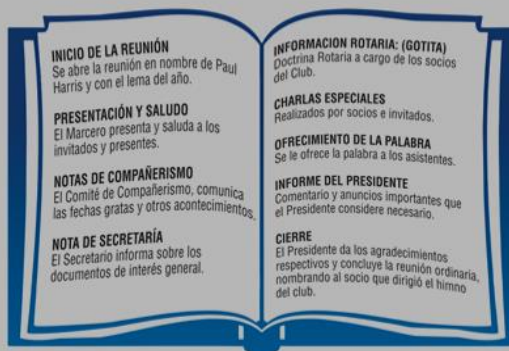 INICIO DE LA REUNIÓN
Se abre la reunión en nombre de Paul
Harris y con el lema del año.
PRESENTACIÓN Y SALUDO
El Marcero presenta y saluda a los
invitados y presentes.
NOTAS DE COMPAÑERISMO
El Comité de Compañerismo, comunica
las fechas gratas y otros acontecimientos.
NOTA DE SECRETARÍA
El Secretario informa sobre los
documentos de interés general.
INFORMACION ROTARIA: (GOTITA)
Doctrina Rotaria a cargo de los socios
del Club.
CHARLAS ESPECIALES
Realizados por socios e invitados.
OFRECIMIENTO DE LA PALABRA
Se le ofrece la palabra a los asistentes.
INFORME DEL PRESIDENTE
Comentario y anuncios importantes que
el Presidente considere necesario.
CIERRE
El Presidente da los agradecimientos
respectivos y concluye la reunión ordinaria,
nombrando al socio que dirigió el himno
del club.